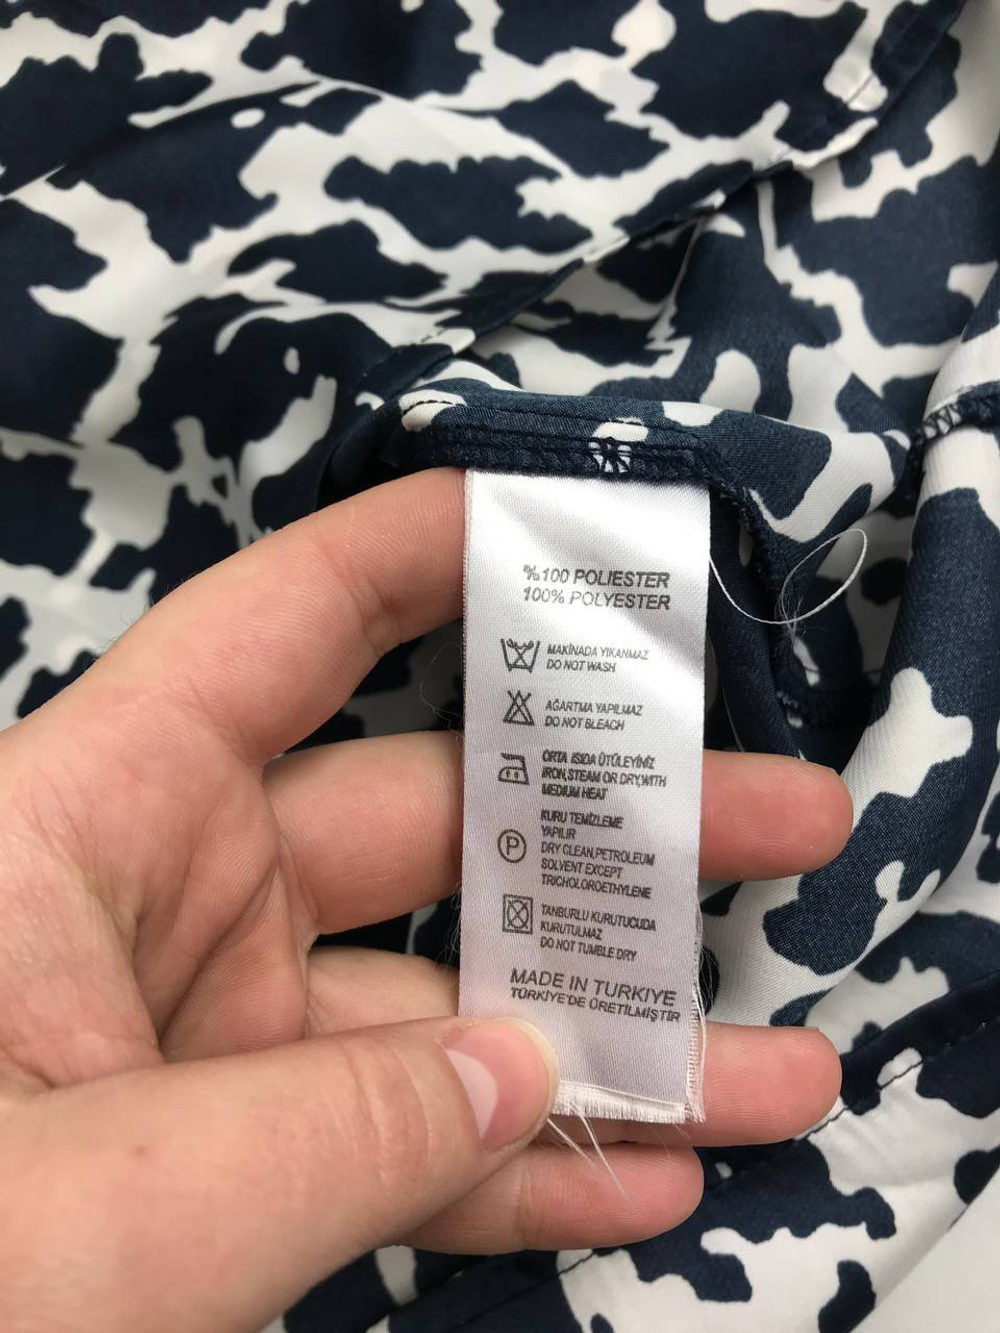 %100 POLIESTER
100% POLYESTER
MAKİNADA YIKANMAZ
DO NOT WASH
AĞARTMA YAPILMAZ
DO NOT BLEACH
ORTA ISIDA ÜTÜLEYİNİZ
IRON,STEAM OR DRY,WITH
MEDIUM HEAT
KURU TEMİZLEME
YAPILIR
P
DRY CLEAN,PETROLEUM
SOLVENT EXCEPT
TRICHOLOROETHYLENE
TANBURLU KURUTUCUDA
KURUTULMAZ
DO NOT TUMBLE DRY
MADE IN TURKIYE
TÜRKİYE'DE ÜRETİLMİŞTİR